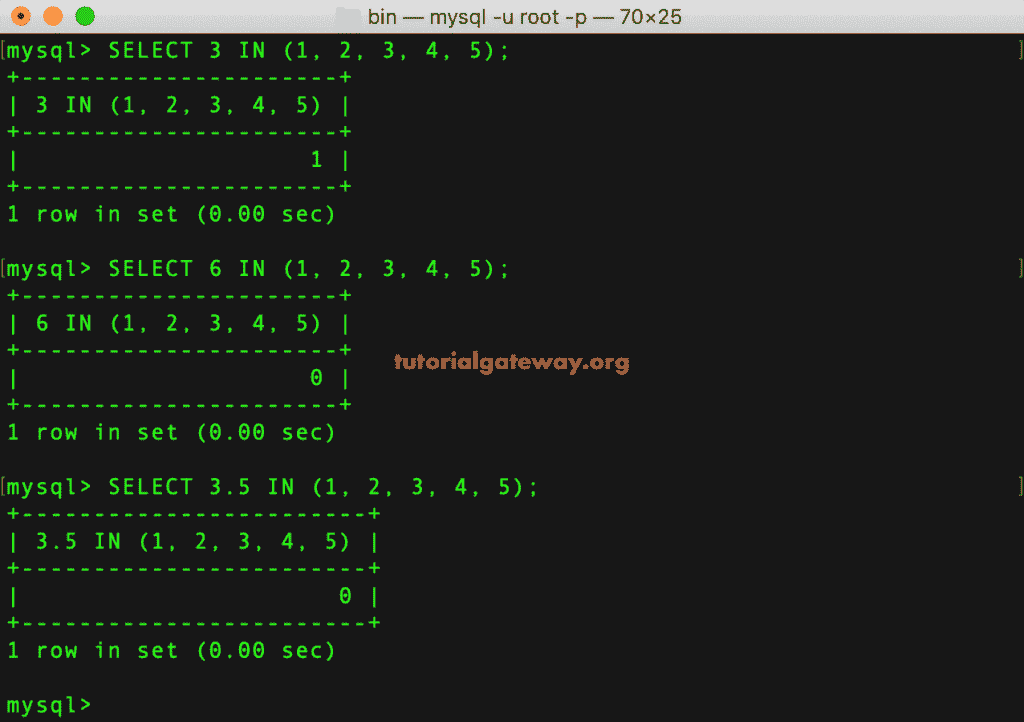 bin — mysql -u root -p — 70×25
[mysql> SELECT 3 IN (1, 2, 3, 4, 5); ]
+----------------------+
| 3 IN (1, 2, 3, 4, 5) |
+----------------------+
|                    1 |
+----------------------+
1 row in set (0.00 sec)
[mysql> SELECT 6 IN (1, 2, 3, 4, 5); ]
+----------------------+
| 6 IN (1, 2, 3, 4, 5) |
+----------------------+
tutorialgateway.org
|                    0 |
+----------------------+
1 row in set (0.00 sec)
[mysql> SELECT 3.5 IN (1, 2, 3, 4, 5); ]
+------------------------+
| 3.5 IN (1, 2, 3, 4, 5) |
+------------------------+
|                      0 |
+------------------------+
1 row in set (0.00 sec)
mysql>